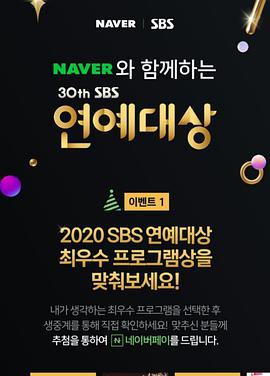 NAVER | SBS
NAVER와 함께하는
30th SBS
연예대상
이벤트 1
2020 SBS 연예대상
최우수 프로그램상을
맞춰보세요!
내가 생각하는 최우수 프로그램을 선택한 후
생중계를 통해 직접 확인하세요! 맞추신 분들께
추첨을 통하여 N 네이버페이를 드립니다.